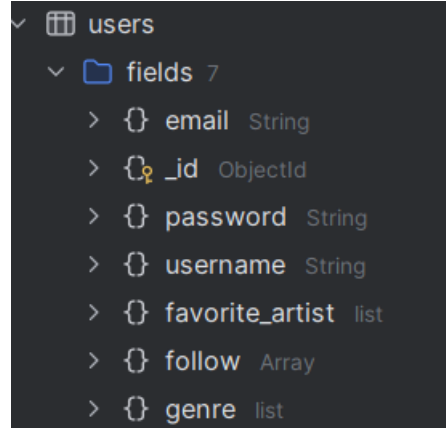 users
fields 7
{} email String
{} _id ObjectId
{} password String
{} username String
{} favorite_artist list
{} follow Array
{} genre list